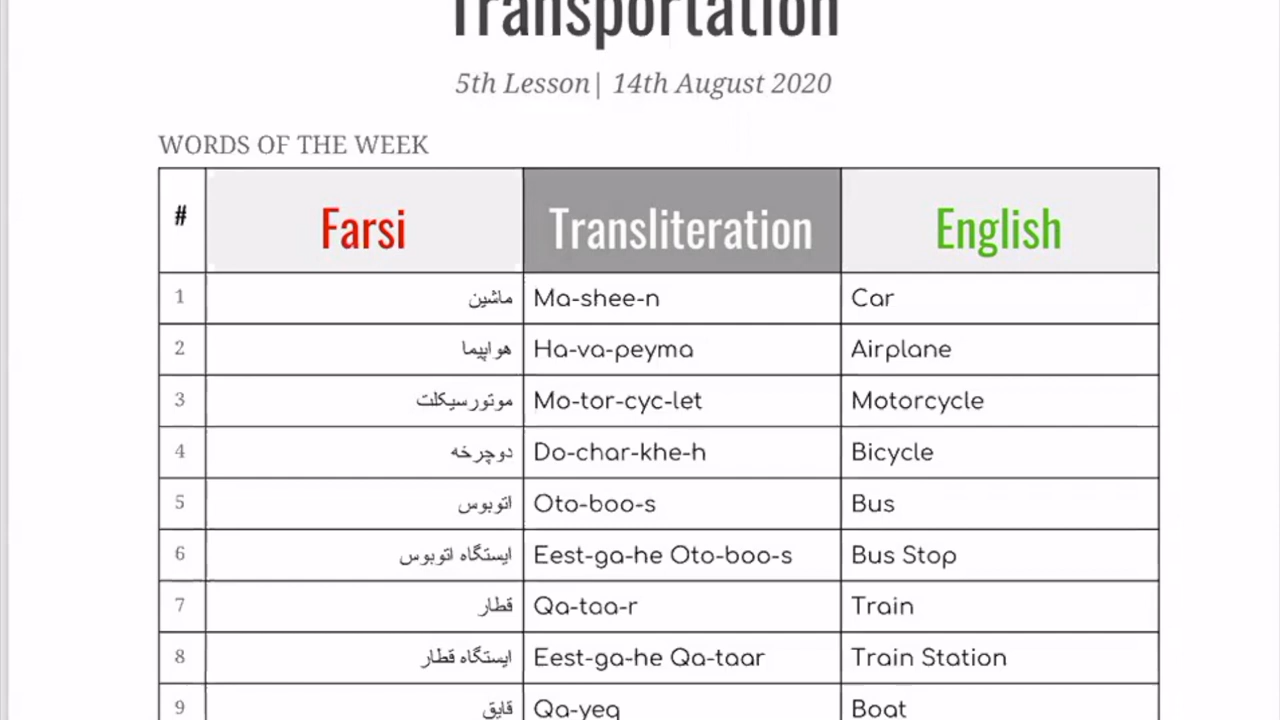 Transportation
5th Lesson| 14th August 2020
WORDS OF THE WEEK
# Farsi Transliteration English
1 ماشین Ma-shee-n Car
2 هواپیما Ha-va-peyma Airplane
3 موتورسیکلت Mo-tor-cyc-let Motorcycle
4 دوچرخه Do-char-khe-h Bicycle
5 اتوبوس Oto-boo-s Bus
6 ایستگاه اتوبوس Eest-ga-he Oto-boo-s Bus Stop
7 قطار Qa-taa-r Train
8 ایستگاه قطار Eest-ga-he Qa-taar Train Station
9 قایق Qa-yeq Boat